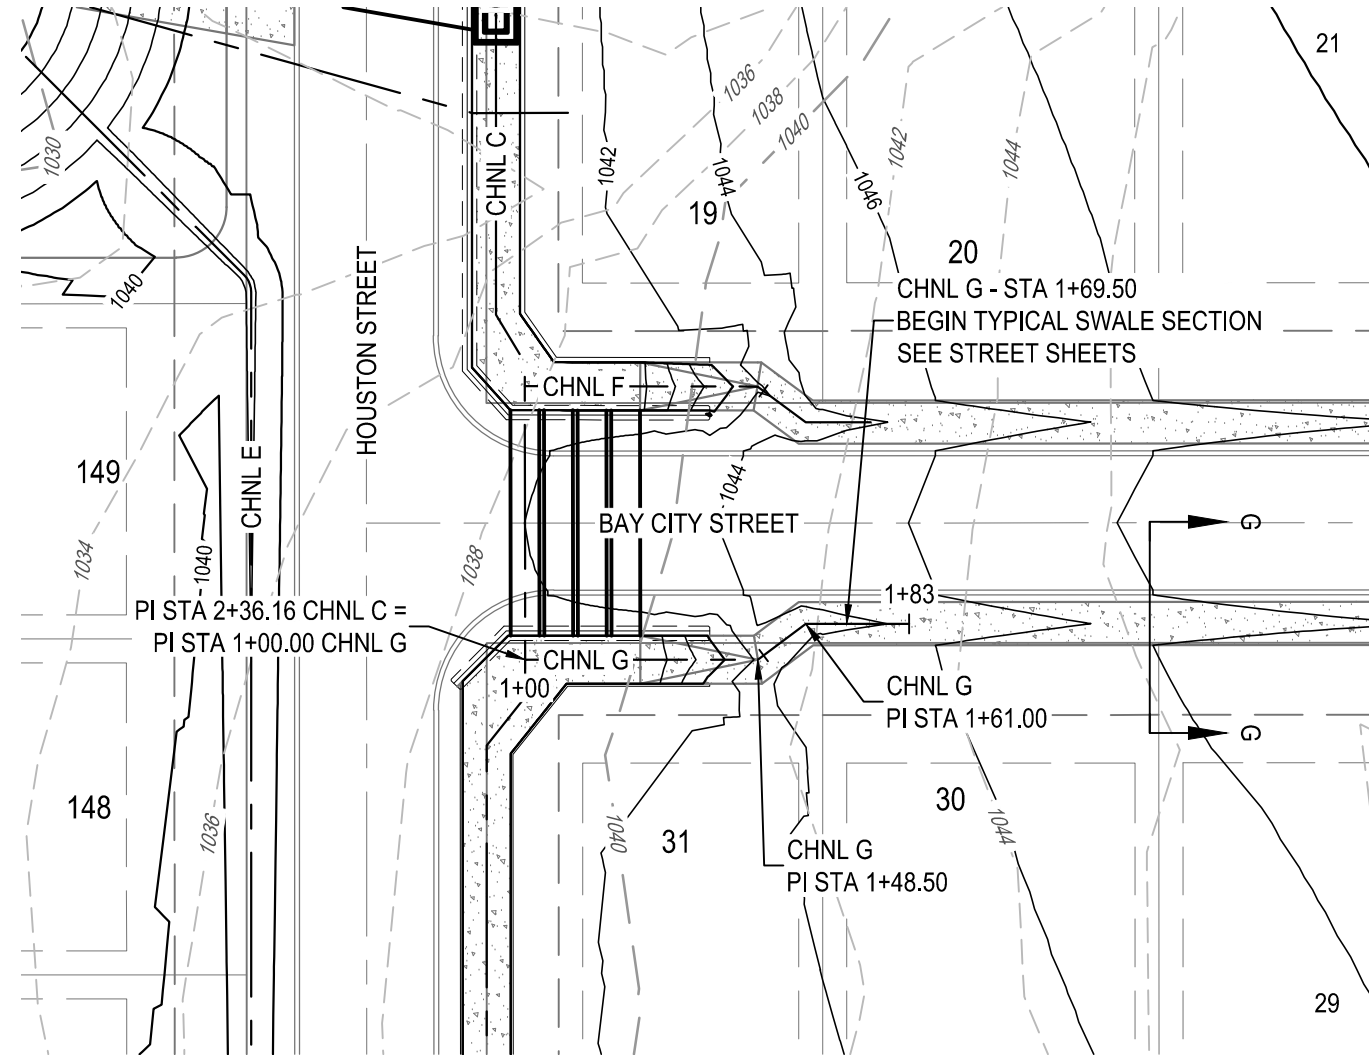 21
1036
1038
1040
1042
1044
1030
CHNL C
1042
1044
1046
19
20
1040
HOUSTON STREET
CHNL G - STA 1+69.50
BEGIN TYPICAL SWALE SECTION
SEE STREET SHEETS
CHNL F
149
CHNL E
1044
BAY CITY STREET
G
1034
1040
1038
PI STA 2+36.16 CHNL C =
PI STA 1+00.00 CHNL G
1+83
CHNL G
1+00
CHNL G
PI STA 1+61.00
G
148
1036
1040
31
30
1044
CHNL G
PI STA 1+48.50
29